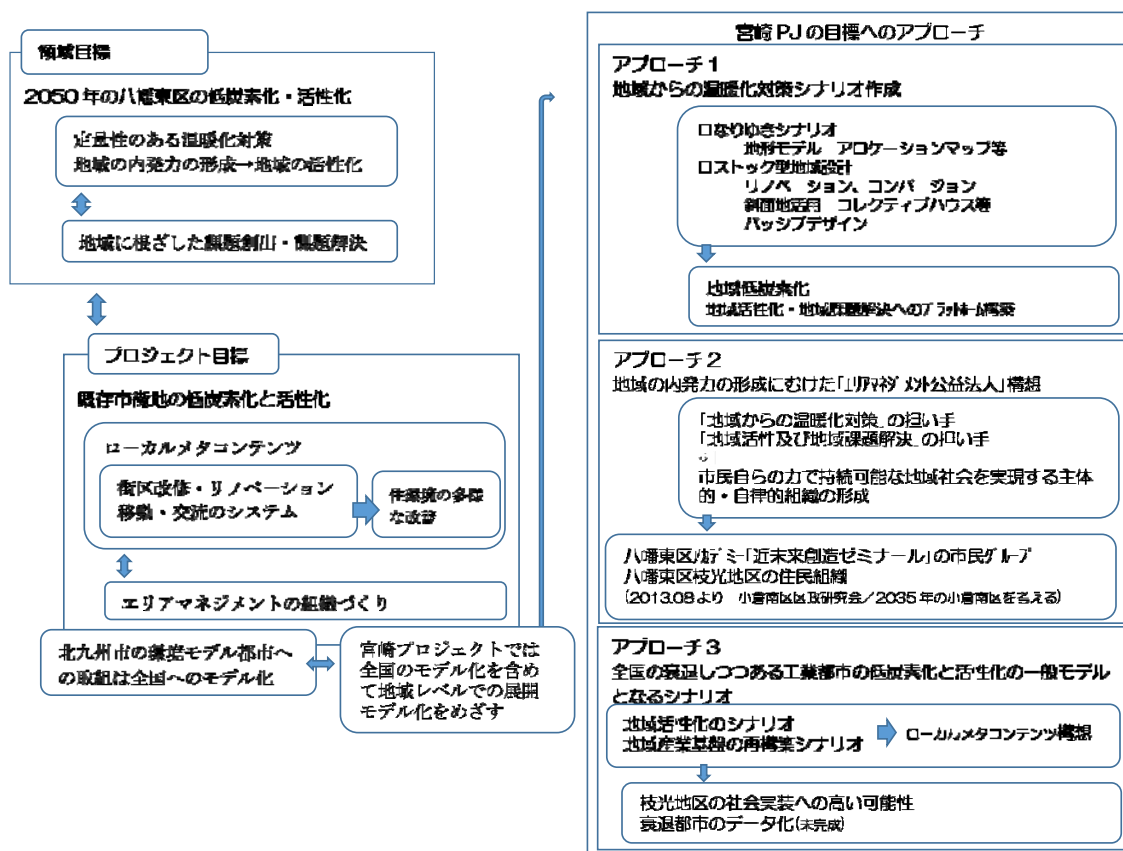 領域目標
2050年の八幡東区の低炭素化・活性化
定量性のある温暖化対策
地域の内発力の形成→地域の活性化
地域に根ざした課題創出・課題解決
プロジェクト目標
既存市街地の低炭素化と活性化
ローカルメタコンテンツ
街区改修・リノベーション
移動・交流のシステム
住環境の多様
な改善
エリアマネジメントの組織づくり
北九州市の環境モデル都市へ
の取組は全国へのモデル化
宮崎プロジェクトでは
全国のモデル化を含め
て地域レベルでの展開
モデル化をめざす
宮崎PJの目標へのアプローチ
アプローチ1
地域からの温暖化対策シナリオ作成
口なりゆきシナリオ
地形モデル アロケーションマップ等
口ストック型地域設計
リノベーション、コンバージョン
斜面地活用 コレクティブハウス等
パッシブデザイン
地域低炭素化
地域活性化・地域課題解決へのプラットホーム構築
アプローチ2
地域の内発力の形成にむけた「エリアマネジメント公益法人」構想
「地域からの温暖化対策」の担い手
「地域活性及び地域課題解決」の担い手
市民自らの力で持続可能な地域社会を実現する主体
的・自律的組織の形成
八幡東区アカデミー「近未来創造ゼミナール」の市民グループ
八幡東区枝光地区の住民組織
(2013.08より 小倉南区区政研究会/2035年の小倉南区を考える)
アプローチ3
全国の衰退しつつある工業都市の低炭素化と活性化の一般モデル
となるシナリオ
地域活性化のシナリオ
地域産業基盤の再構築シナリオ
ローカルメタコンテンツ構想
枝光地区の社会実装への高い可能性
衰退都市のデータ化(未完成)